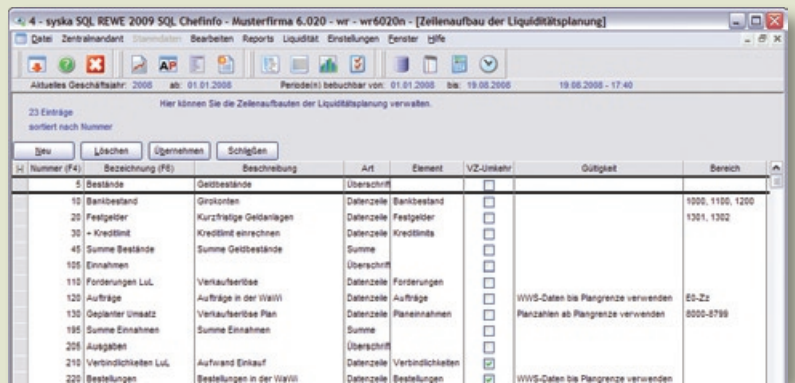 4 - syska SQL REWE 2009 SQL Chefinfo - Musterfirma 6.020 - wr - wr6020n - [Zeilenaufbau der Liquiditätsplanung]
Datei Zentralmandant Stammdaten Bearbeiten Reports Liquidität Einstellungen Fenster Hilfe
AP
Aktuelles Geschäftsjahr: 2008 ab: 01.01.2008 Periode(n) bebuchbar von: 01.01.2008 bis: 19.08.2008 19.08.2008 - 17:40
Hier können Sie die Zeilenaufbauten der Liquiditätsplanung verwalten.
23 Einträge
sortiert nach Nummer
Neu Löschen Übernehmen Schließen
Nummer (F4) Bezeichnung (F6) Beschreibung Art Element VZ-Umkehr Gültigkeit Bereich
5 Bestände Geldbestände Überschrift
10 Bankbestand Girokonten Datenzeile Bankbestand 1000, 1100, 1200
20 Festgelder Kurzfristige Geldanlagen Datenzeile Festgelder 1301, 1302
30 + Kreditlimit Kreditlimit einrechnen Datenzeile Kreditlimits
45 Summe Bestände Summe Geldbestände Summe
105 Einnahmen Überschrift
110 Forderungen LuL Verkaufserlöse Datenzeile Forderungen
120 Aufträge Aufträge in der WaWi Datenzeile Aufträge WWS-Daten bis Plangrenze verwenden E0-Zz
130 Geplanter Umsatz Verkaufserlöse Plan Datenzeile Planeinnahmen Planzahlen ab Plangrenze verwenden 8000-8799
195 Summe Einnahmen Summe Einnahmen Summe
205 Ausgaben Überschrift
210 Verbindlichkeiten LuL Aufwand Einkauf Datenzeile Verbindlichkeiten
220 Bestellungen Bestellungen in der WaWi Datenzeile Bestellungen WWS-Daten bis Plangrenze verwenden